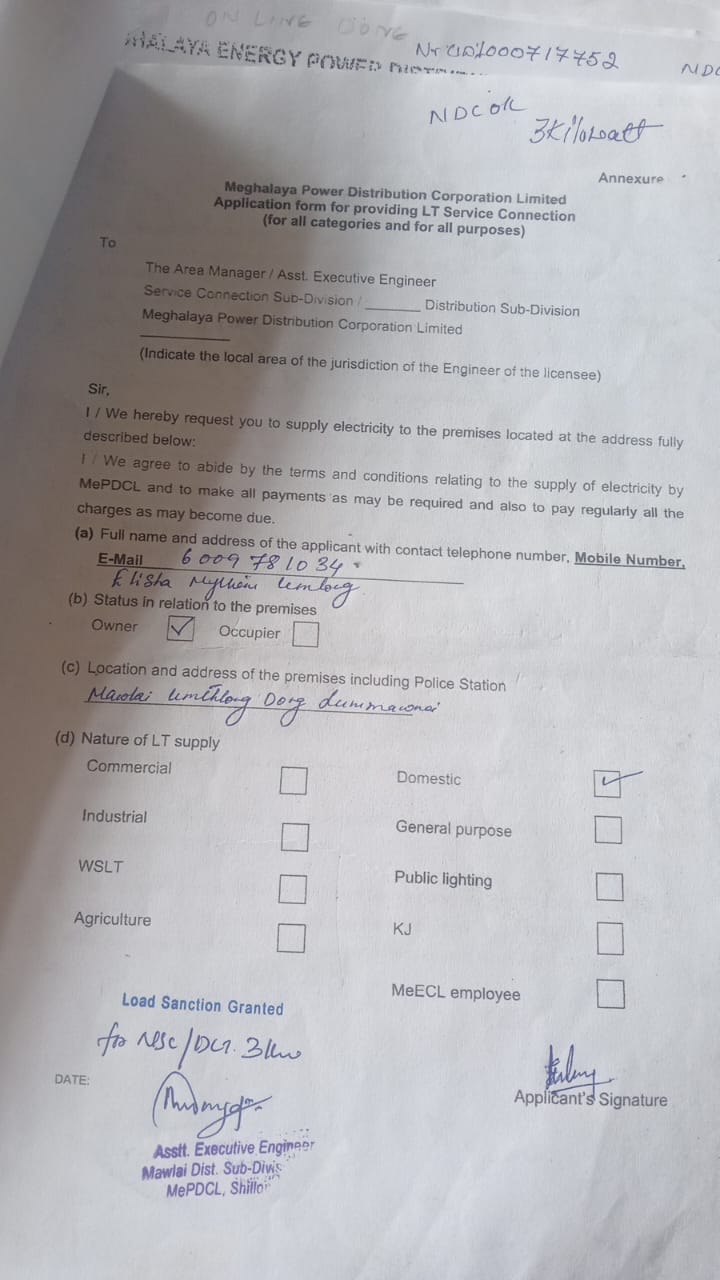 ON LINE DONE
HALAYA ENERGY POWER
000717752
NDC
NDC OK
3Kilowatt
Annexure
Meghalaya Power Distribution Corporation Limited
Application form for providing LT Service Connection
(for all categories and for all purposes)
To
The Area Manager / Asst. Executive Engineer
Service Connection Sub-Division / ______ Distribution Sub-Division
Meghalaya Power Distribution Corporation Limited
(Indicate the local area of the jurisdiction of the Engineer of the licensee)
Sir,
I / We hereby request you to supply electricity to the premises located at the address fully
described below:
I / We agree to abide by the terms and conditions relating to the supply of electricity by
MePDCL and to make all payments as may be required and also to pay regularly all the
charges as may become due.
(a) Full name and address of the applicant with contact telephone number, Mobile Number,
E-Mail 6009781034
Elisha
(b) Status in relation to the premises
Owner Occupier
(c) Location and address of the premises including Police Station
Mawlai Umthlong Dong
(d) Nature of LT supply
Commercial Domestic
Industrial General purpose
WSLT Public lighting
Agriculture KJ
MeECL employee
Load Sanction Granted
for NSC/ 3kw
DATE:
Applicant's Signature
Asstt. Executive Engineer
Mawlai Dist. Sub-Divis
MePDCL, Shillo